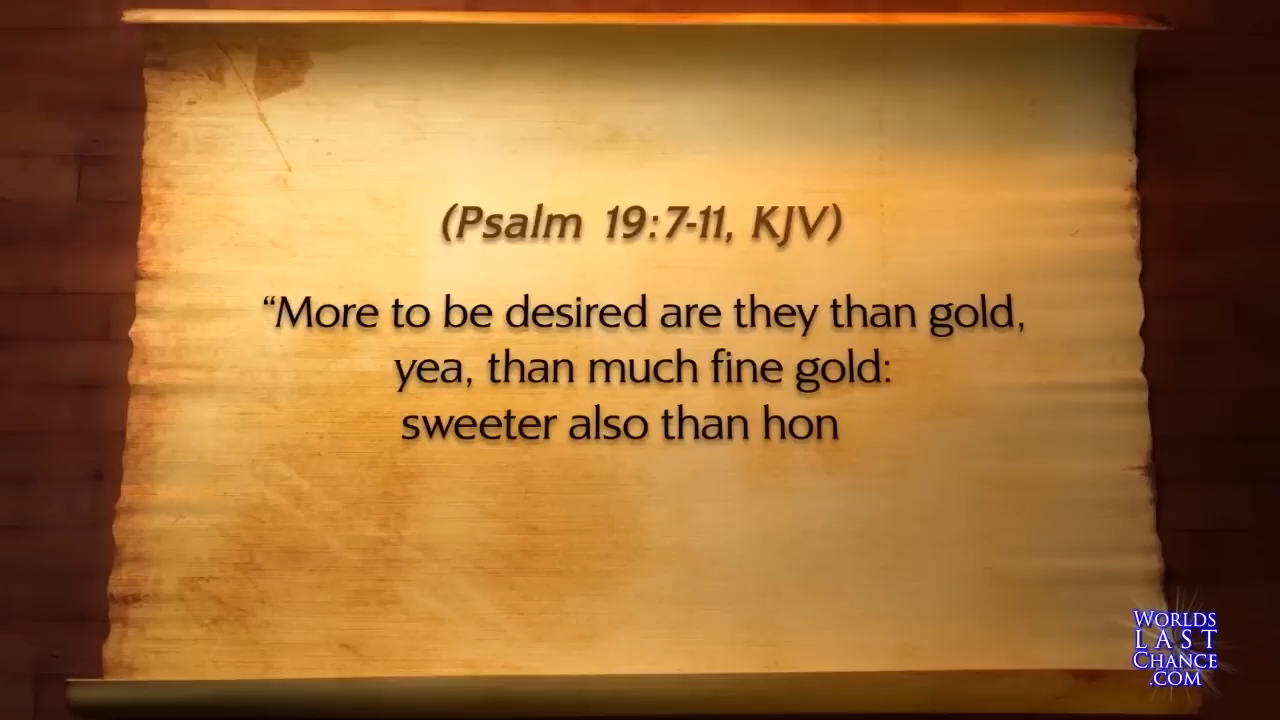 (Psalm 19:7-11, KJV)
“More to be desired are they than gold,
yea, than much fine gold:
sweeter also than hon
WORLDS
LAST
CHANCE
.COM